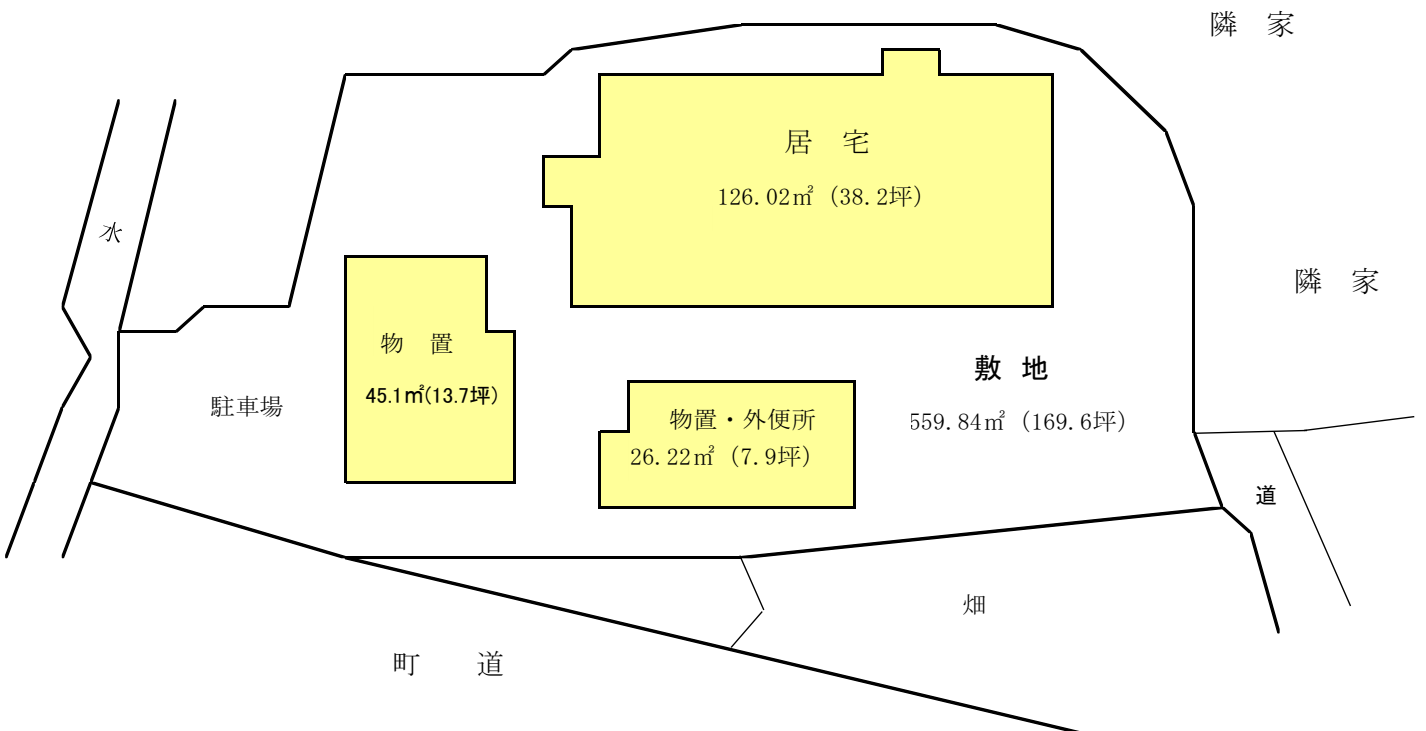 隣　家
居　宅
126.02㎡（38.2坪）
水
隣　家
物　置
45.1㎡(13.7坪)
敷　地
559.84㎡（169.6坪）
駐車場
物置・外便所
26.22㎡（7.9坪）
道
畑
町　　道